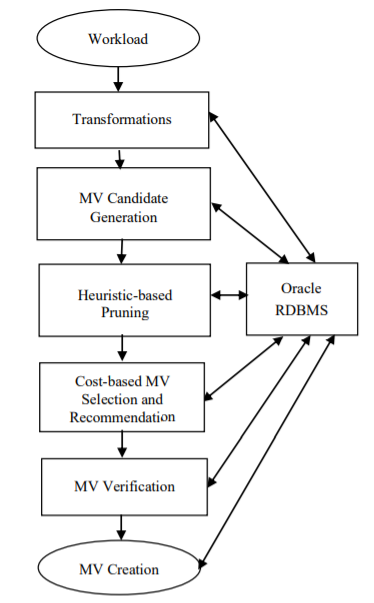 Workload
Transformations
MV Candidate
Generation
Heuristic-based
Pruning
Oracle
RDBMS
Cost-based MV
Selection and
Recommendation
MV Verification
MV Creation